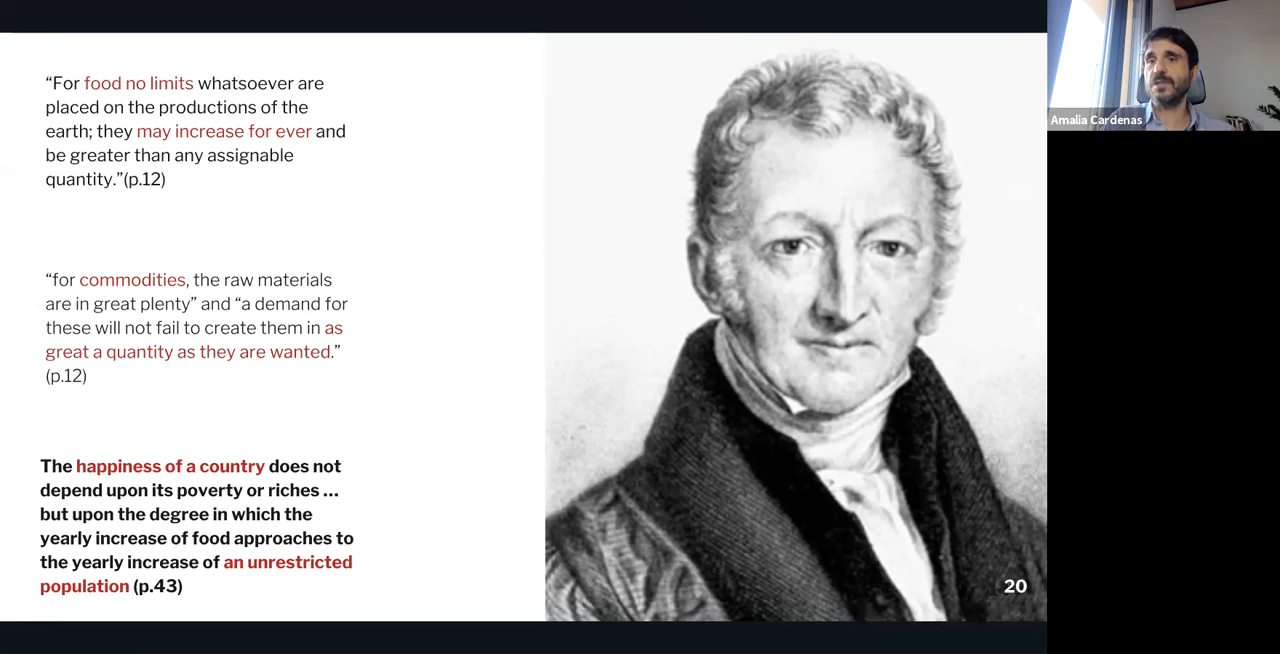 “For food no limits whatsoever are
placed on the productions of the
earth; they may increase for ever and
be greater than any assignable
quantity.”(p.12)
“for commodities, the raw materials
are in great plenty” and “a demand for
these will not fail to create them in as
great a quantity as they are wanted.”
(p.12)
The happiness of a country does not
depend upon its poverty or riches ...
but upon the degree in which the
yearly increase of food approaches to
the yearly increase of an unrestricted
population (p.43)
20
Amalia Cardenas